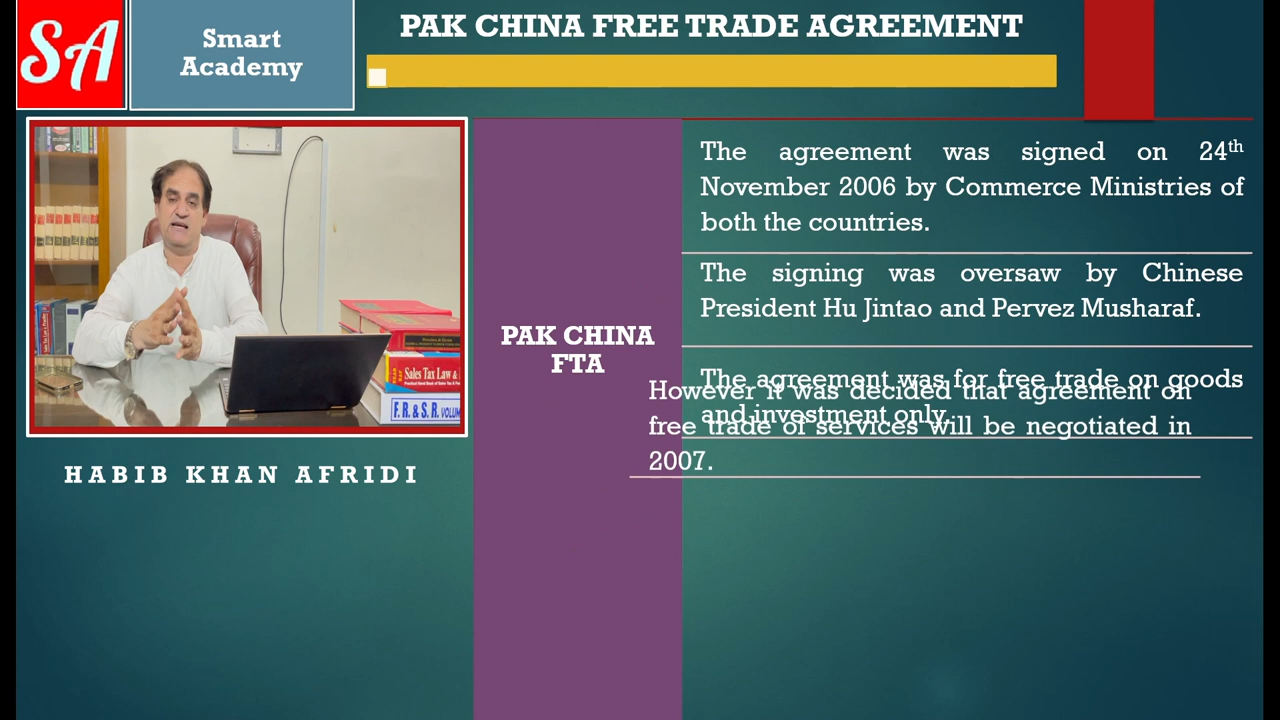 SA
Smart
Academy
PAK CHINA FREE TRADE AGREEMENT
PAK CHINA
FTA
The agreement was signed on 24th
November 2006 by Commerce Ministries of
both the countries.
The signing was oversaw by Chinese
President Hu Jintao and Pervez Musharaf.
The agreement was for free trade on goods
and investment only.
However it was decided that agreement on
free trade of services will be negotiated in
2007.
Sales Tax Law &
F. R. & S. R. VOLUM
HABIB KHAN AFRIDI